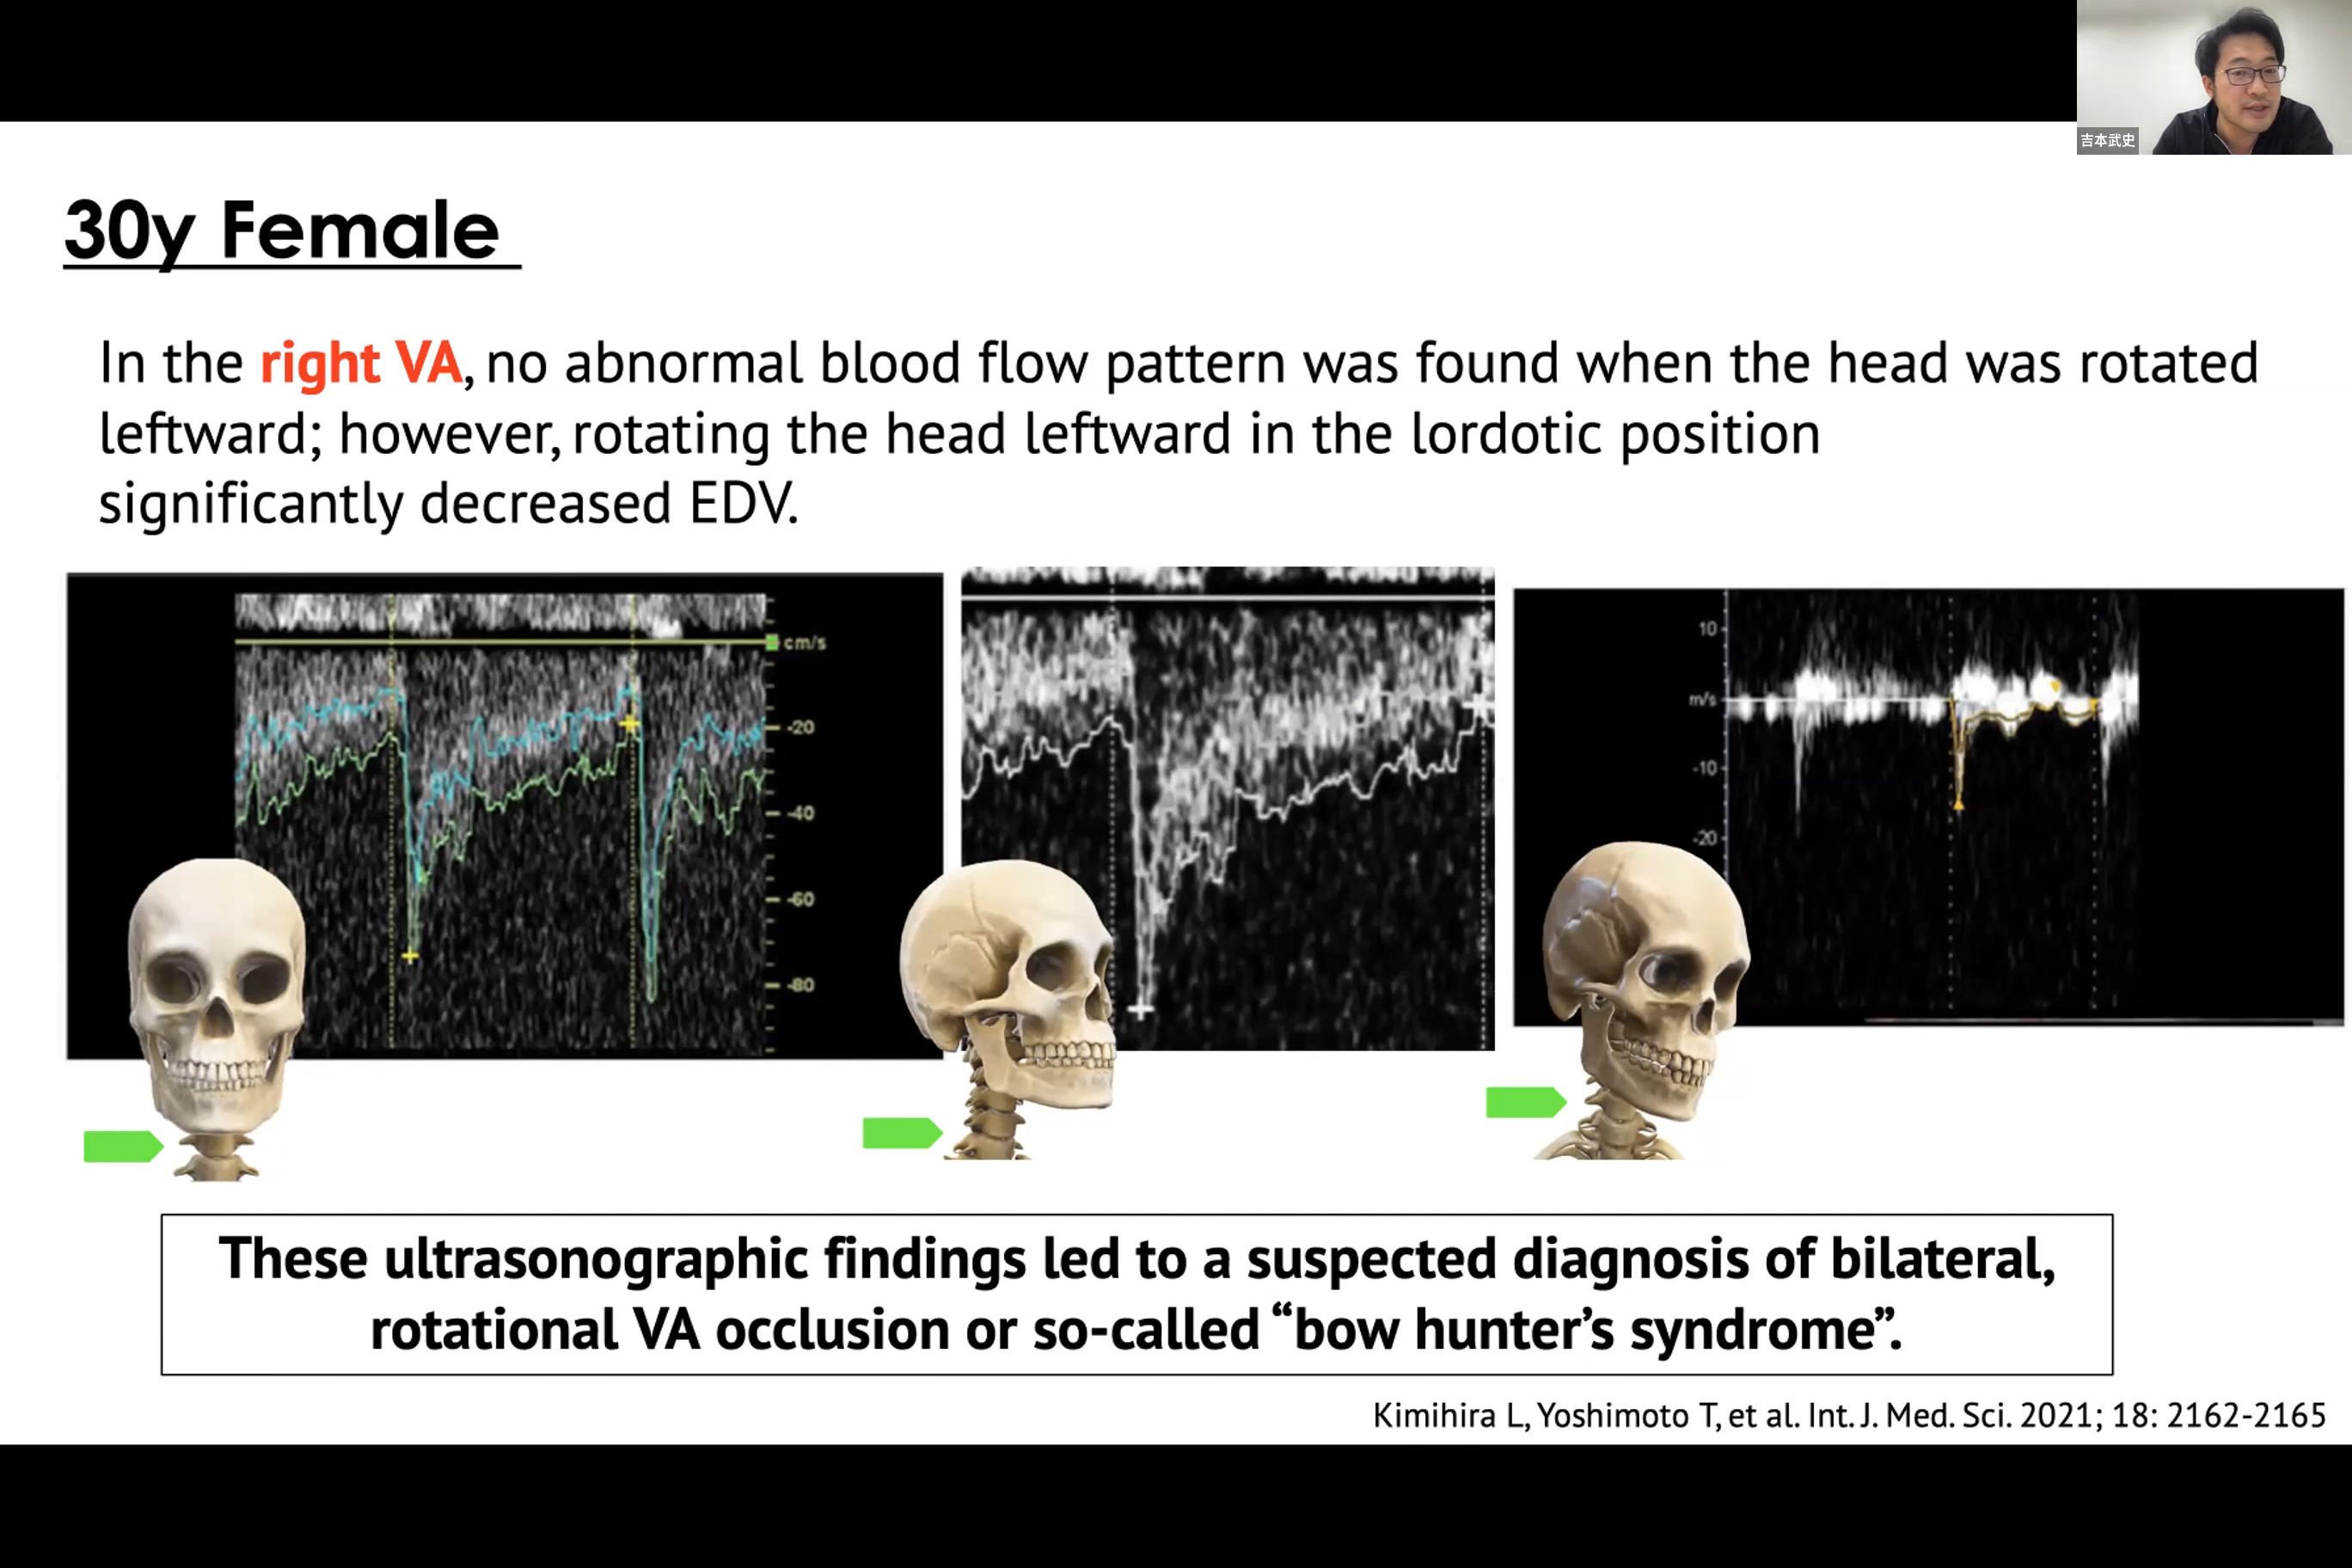 吉本武史
30y Female
In the right VA, no abnormal blood flow pattern was found when the head was rotated
leftward; however, rotating the head leftward in the lordotic position
significantly decreased EDV.
cm/s
-20
-40
-60
-80
10
m/s
-10
-20
These ultrasonographic findings led to a suspected diagnosis of bilateral,
rotational VA occlusion or so-called “bow hunter’s syndrome”.
Kimihira L, Yoshimoto T, et al. Int. J. Med. Sci. 2021; 18: 2162-2165